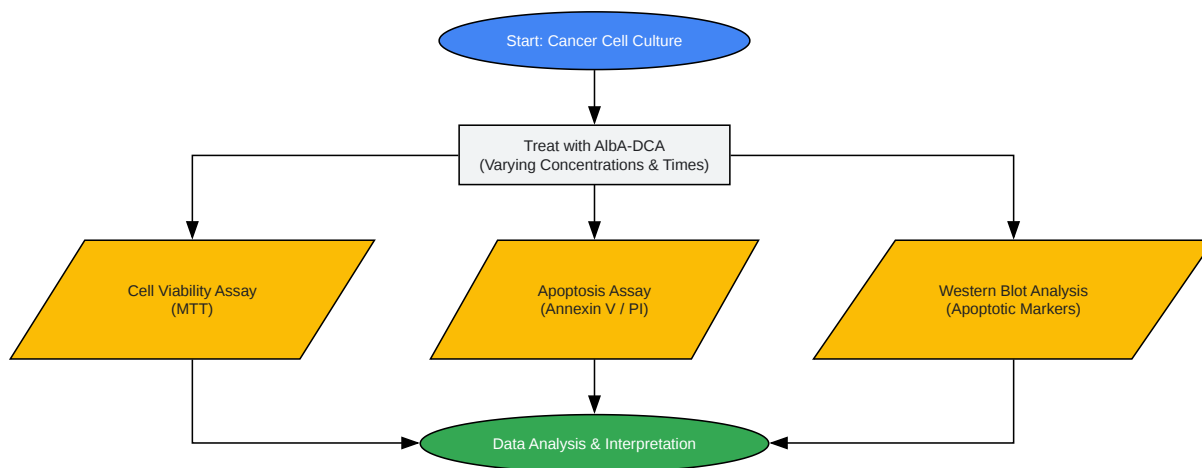 Start: Cancer Cell Culture
Treat with AlbA-DCA
(Varying Concentrations & Times)
Cell Viability Assay
(MTT)
Apoptosis Assay
(Annexin V / PI)
Western Blot Analysis
(Apoptotic Markers)
Data Analysis & Interpretation